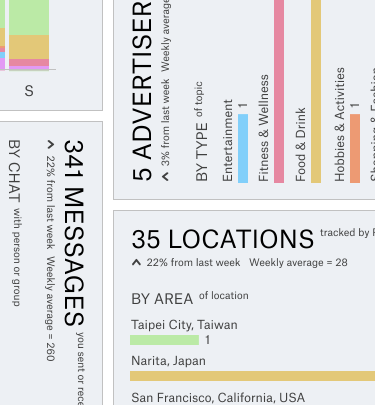 S
341 MESSAGES you sent or rece
22% from last week Weekly average = 260
BY CHAT with person or group
5 ADVERTISER
3% from last week Weekly average
BY TYPE of topic
Entertainment 1
Fitness & Wellness
Food & Drink
Hobbies & Activities 1
Shopping & Fashion
35 LOCATIONS tracked by
22% from last week Weekly average = 28
BY AREA of location
Taipei City, Taiwan
1
Narita, Japan
San Francisco, California, USA